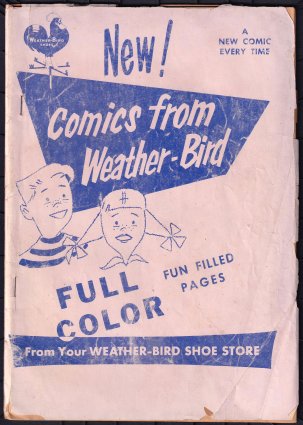 WEATHER-BIRD
SHOES
New!
A
NEW COMIC
EVERY TIME
Comics from
Weather-Bird
FULL
COLOR
FUN FILLED
PAGES
From Your WEATHER-BIRD SHOE STORE